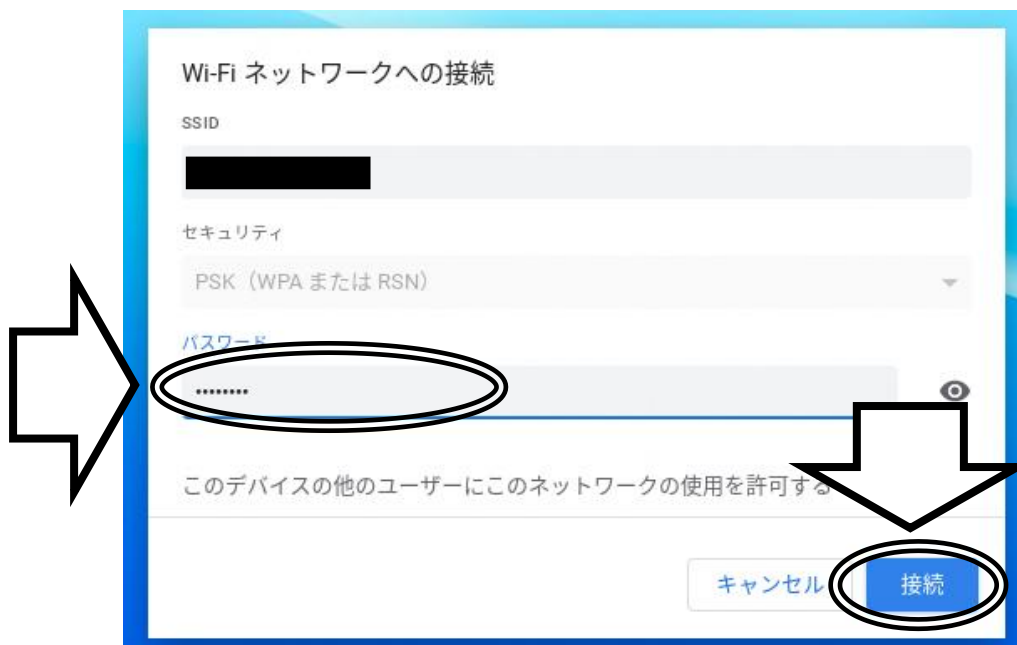 Wi-Fi ネットワークへの接続
SSID
セキュリティ
PSK（WPA または RSN）
パスワード
••••••••
このデバイスの他のユーザーにこのネットワークの使用を許可する
キャンセル
接続